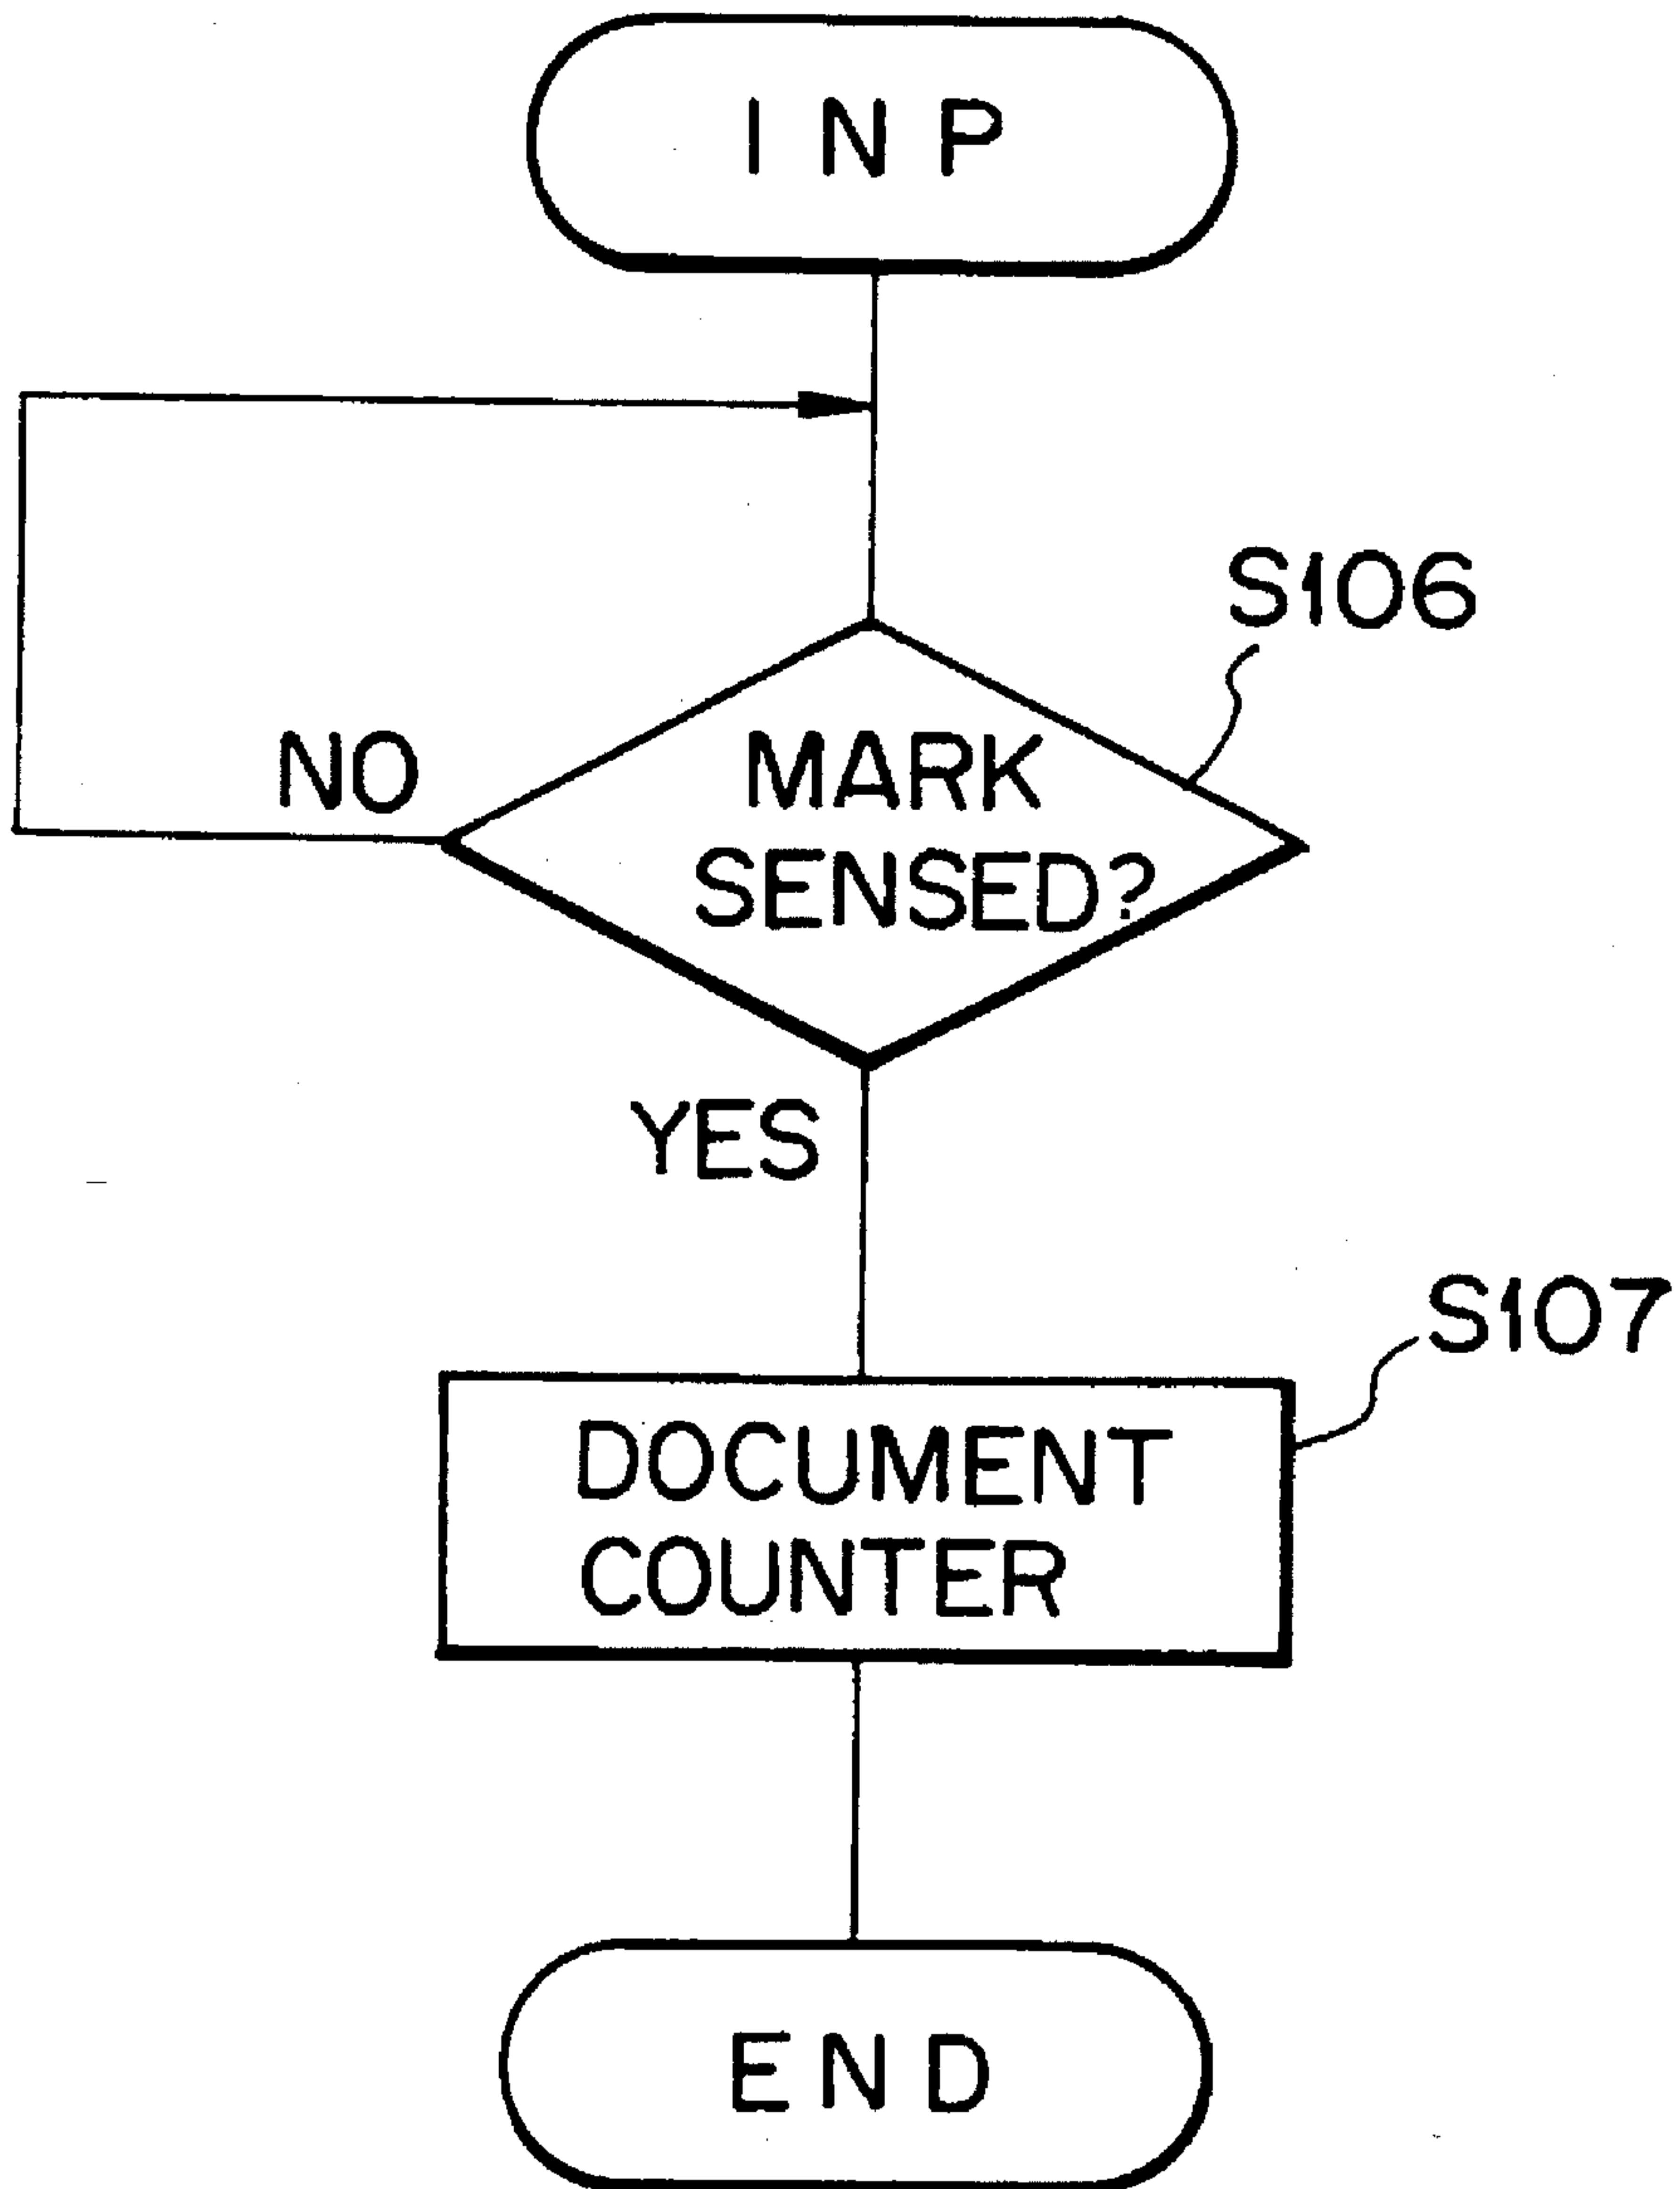 INP
S106
NO
MARK
SENSED?
YES
S107
DOCUMENT
COUNTER
END